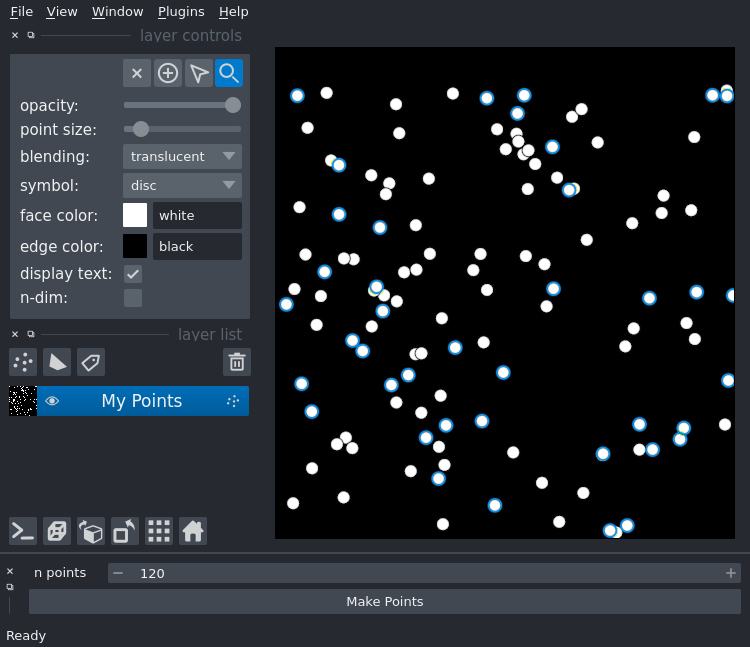 File View Window Plugins Help
layer controls
opacity:
point size:
blending: translucent
symbol: disc
face color: white
edge color: black
display text:
n-dim:
layer list
My Points
n points 120
Make Points
Ready